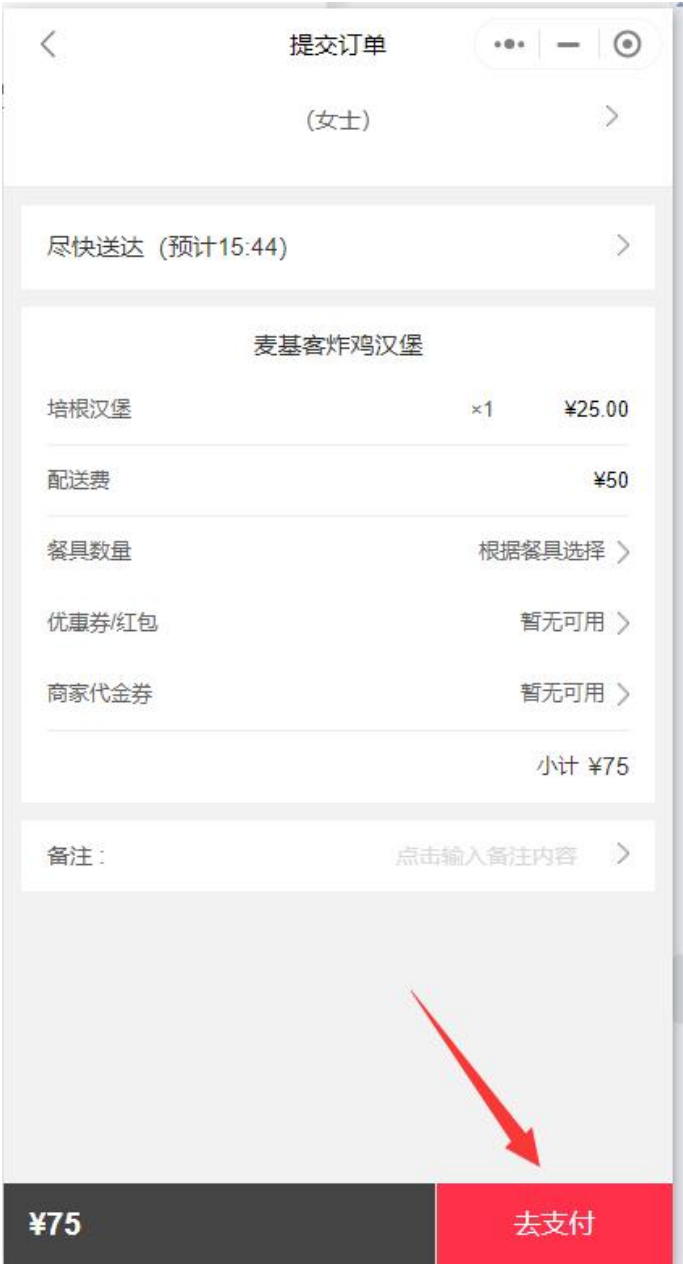 提交订单
(女士)
尽快送达 (预计15:44)
麦基客炸鸡汉堡
培根汉堡 ×1 ¥25.00
配送费 ¥50
餐具数量 根据餐具选择
优惠券/红包 暂无可用
商家代金券 暂无可用
小计 ¥75
备注: 点击输入备注内容
¥75 去支付